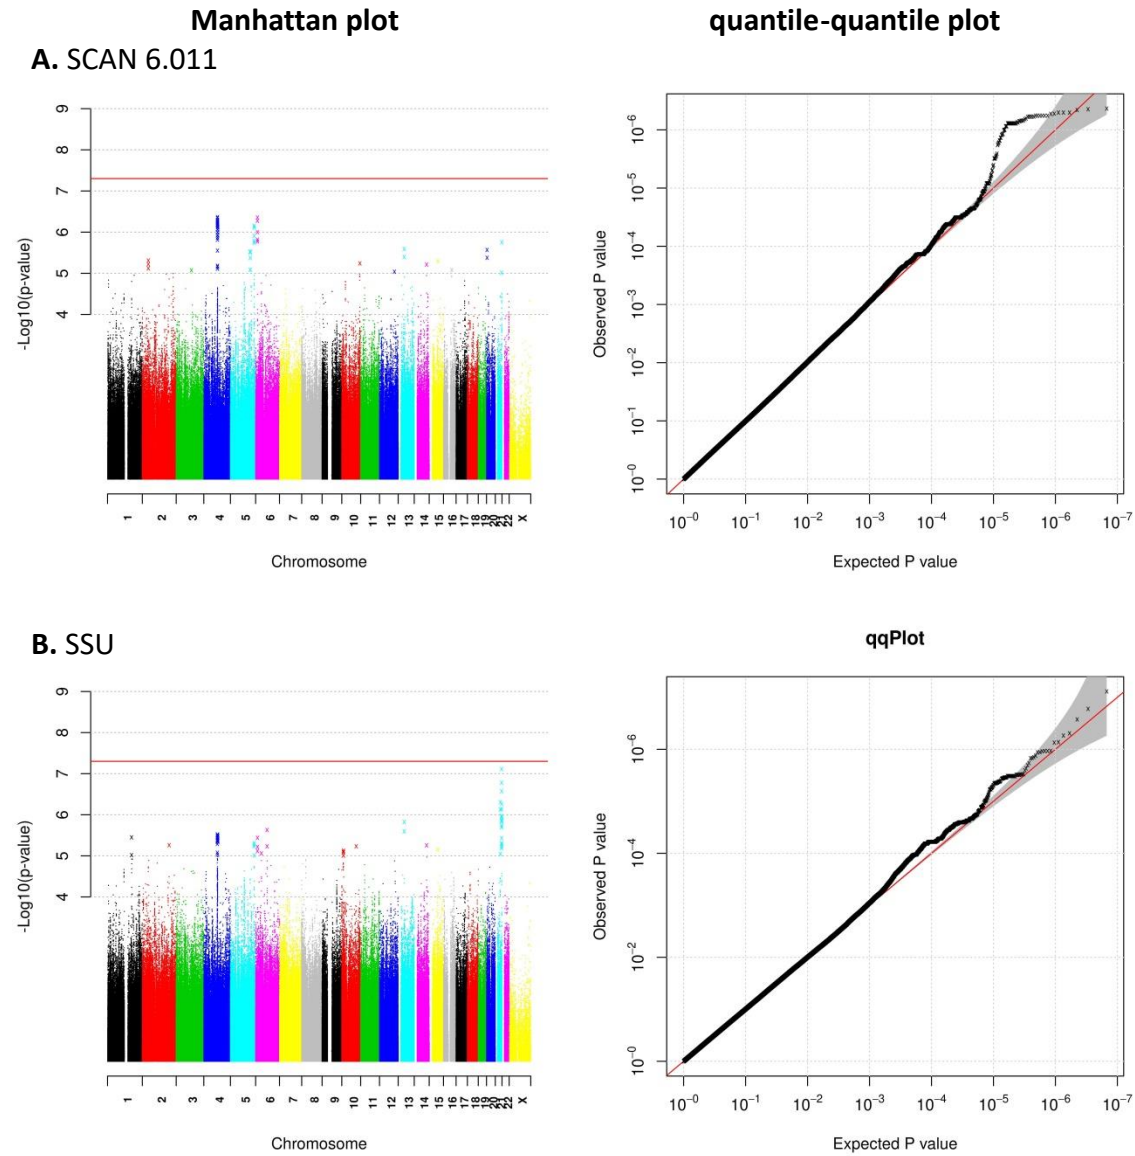 Manhattan plot
quantile-quantile plot
A. SCAN 6.011
9
8
7
6
5
4
-Log10(p-value)
1 2 3 4 5 6 7 8 9 10 11 12 13 14 15 16 17 18 19 20 21 22 X
Chromosome
10⁻⁶
10⁻⁵
10⁻⁴
10⁻³
10⁻²
10⁻¹
10⁻⁰
Observed P value
10⁻⁰ 10⁻¹ 10⁻² 10⁻³ 10⁻⁴ 10⁻⁵ 10⁻⁶ 10⁻⁷
Expected P value
B. SSU
qqPlot
9
8
7
6
5
4
-Log10(p-value)
1 2 3 4 5 6 7 8 9 10 11 12 13 14 15 16 17 18 19 20 21 22 X
Chromosome
10⁻⁶
10⁻⁴
10⁻²
10⁻⁰
Observed P value
10⁻⁰ 10⁻¹ 10⁻² 10⁻³ 10⁻⁴ 10⁻⁵ 10⁻⁶ 10⁻⁷
Expected P value